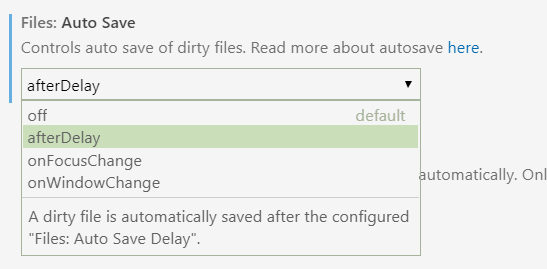 Files: Auto Save
Controls auto save of dirty files. Read more about autosave here.
afterDelay
off default
afterDelay
onFocusChange
onWindowChange
automatically. Onl
A dirty file is automatically saved after the configured
"Files: Auto Save Delay".